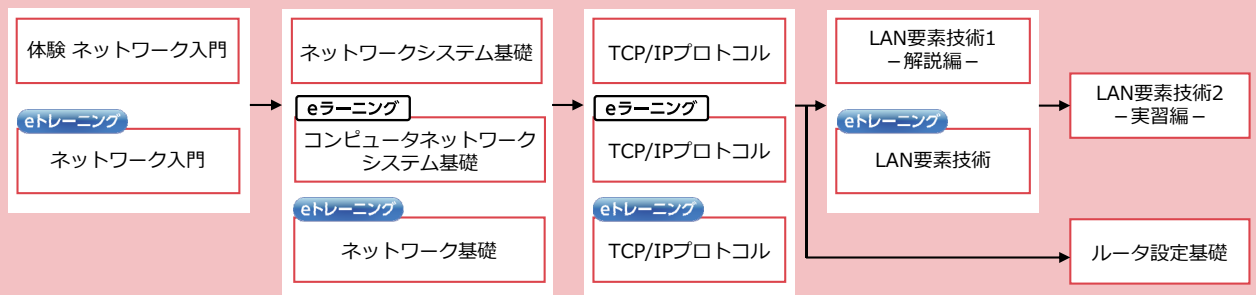 体験 ネットワーク入門
eトレーニング
ネットワーク入門
ネットワークシステム基礎
eラーニング
コンピュータネットワーク
システム基礎
eトレーニング
ネットワーク基礎
TCP/IPプロトコル
eラーニング
TCP/IPプロトコル
eトレーニング
TCP/IPプロトコル
LAN要素技術1
－解説編－
eトレーニング
LAN要素技術
LAN要素技術2
－実習編－
ルータ設定基礎